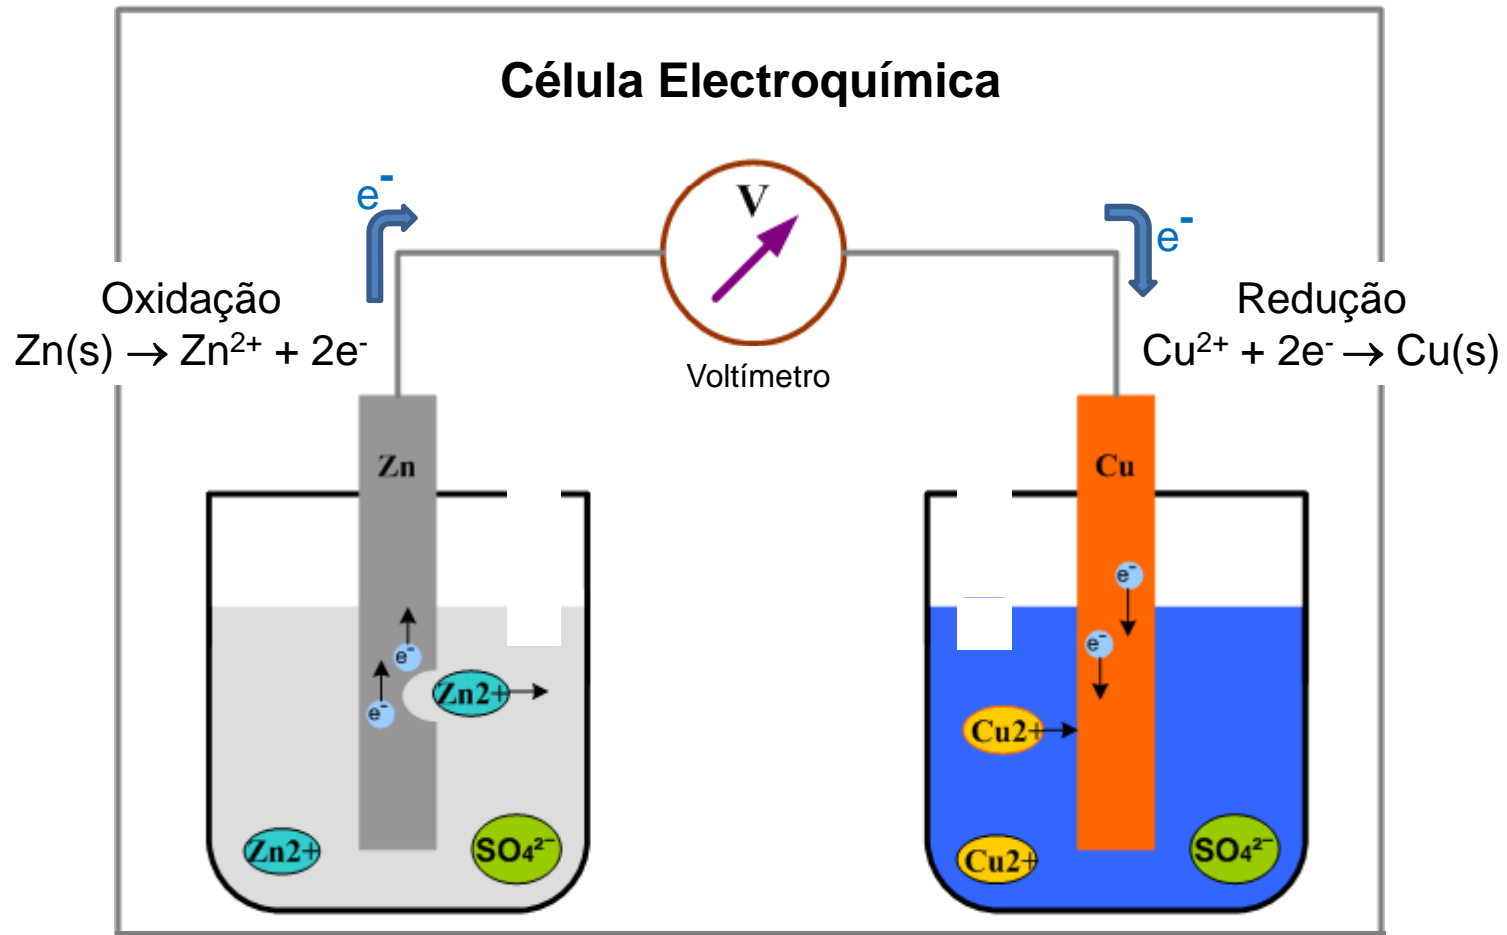 Célula Electroquímica
e-
V
e-
Oxidação
Zn(s) → Zn²⁺ + 2e-
Redução
Cu²⁺ + 2e- → Cu(s)
Voltímetro
Zn
Cu
e⁻
e⁻
e⁻
e⁻
Zn2+
Cu2+
Zn2+
SO₄²⁻
Cu2+
SO₄²⁻